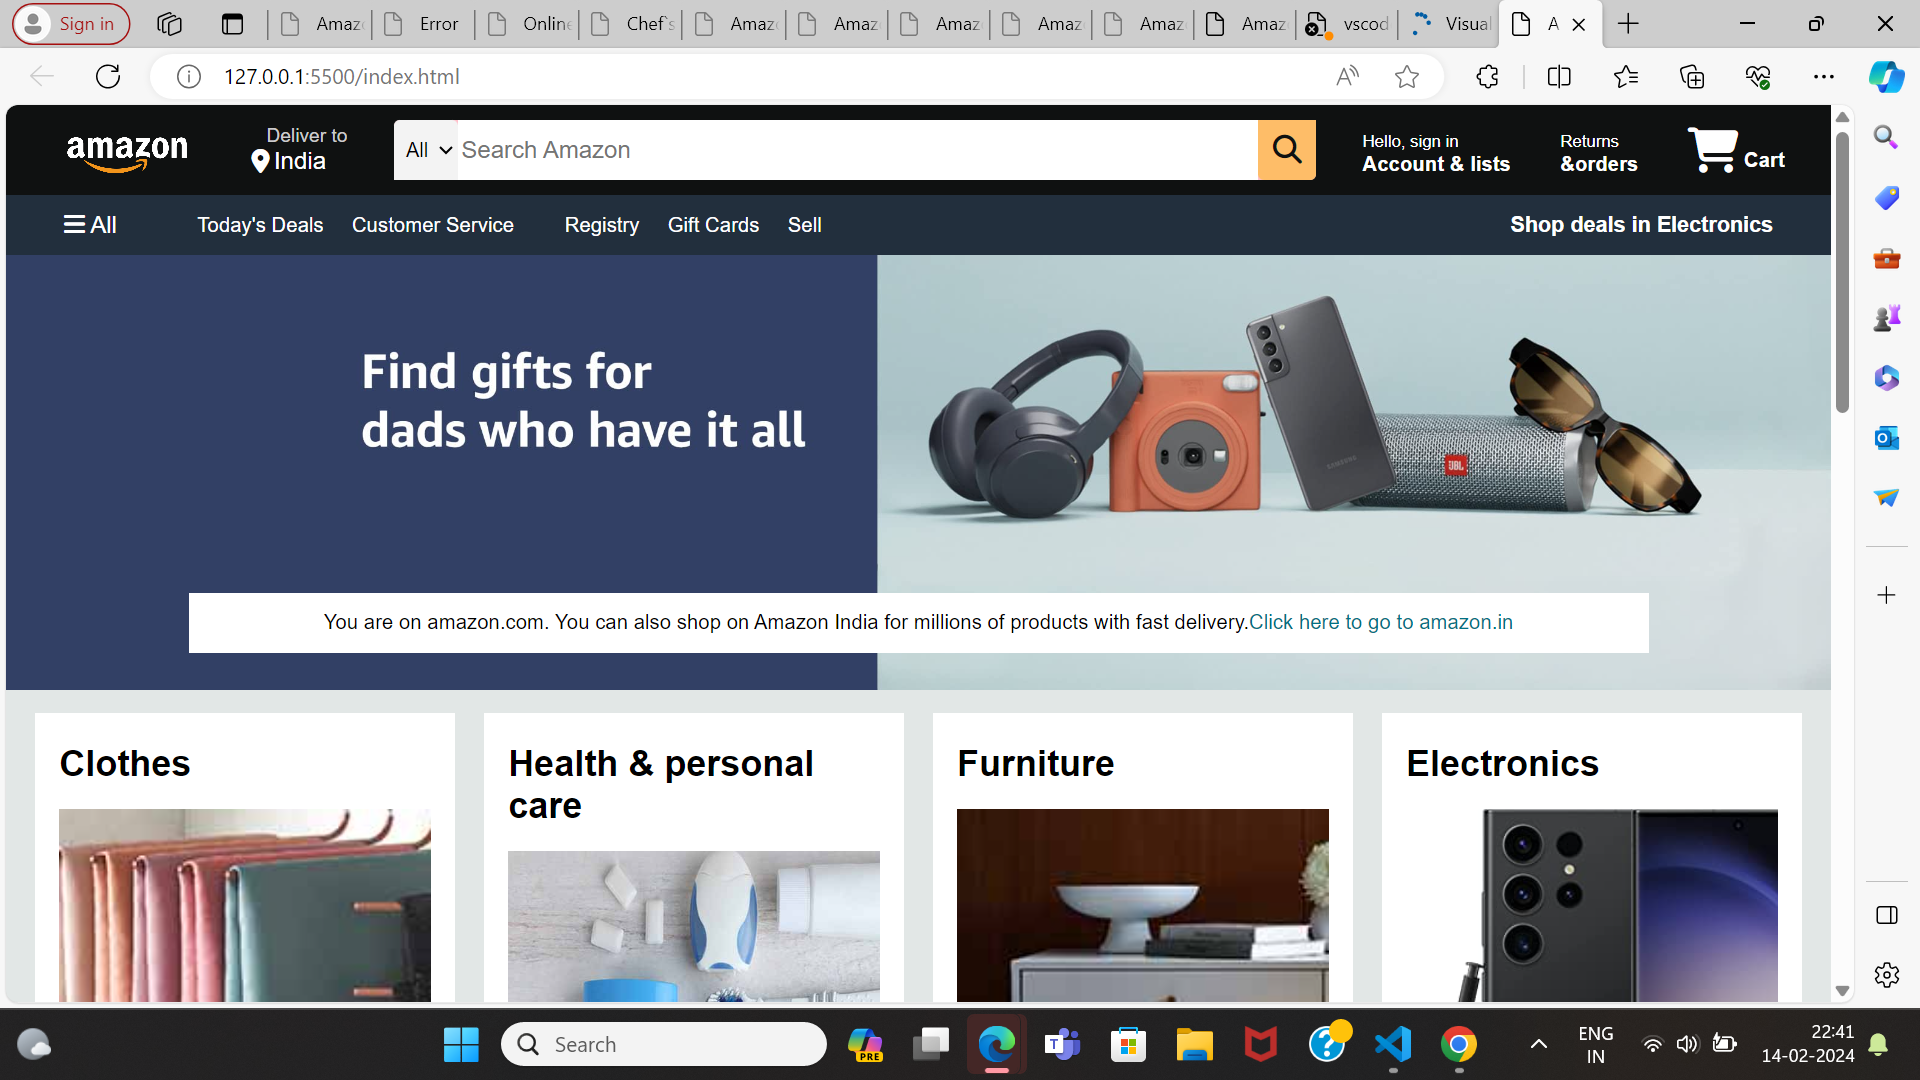 Sign in
Amaz
Error
Online
Chef's
Amaz
Amaz
Amaz
Amaz
Amaz
Amaz
vscod
Visual
A
127.0.0.1:5500/index.html
amazon
Deliver to
India
All
Search Amazon
Hello, sign in
Account & lists
Returns
&orders
Cart
All
Today's Deals
Customer Service
Registry
Gift Cards
Sell
Shop deals in Electronics
Find gifts for
dads who have it all
SAMSUNG
JBL
You are on amazon.com. You can also shop on Amazon India for millions of products with fast delivery.Click here to go to amazon.in
Clothes
Health & personal
care
Furniture
Electronics
Search
PRE
ENG
IN
22:41
14-02-2024